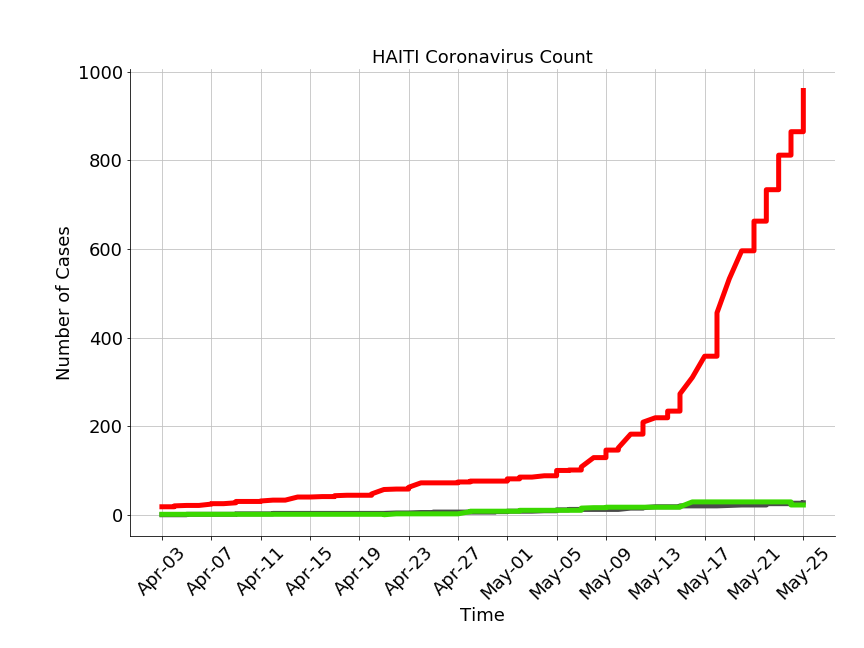 HAITI Coronavirus Count
1000
800
600
400
200
0
Number of Cases
Apr-03
Apr-07
Apr-11
Apr-15
Apr-19
Apr-23
Apr-27
May-01
May-05
May-09
May-13
May-17
May-21
May-25
Time